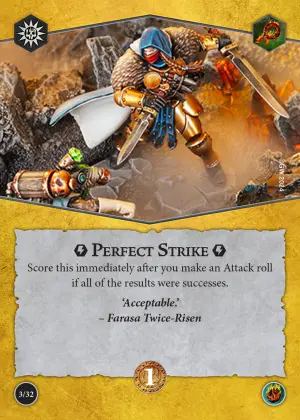 Perfect Strike
Score this immediately after you make an Attack roll
if all of the results were successes.
‘Acceptable.’
– Farasa Twice-Risen
1
3/32